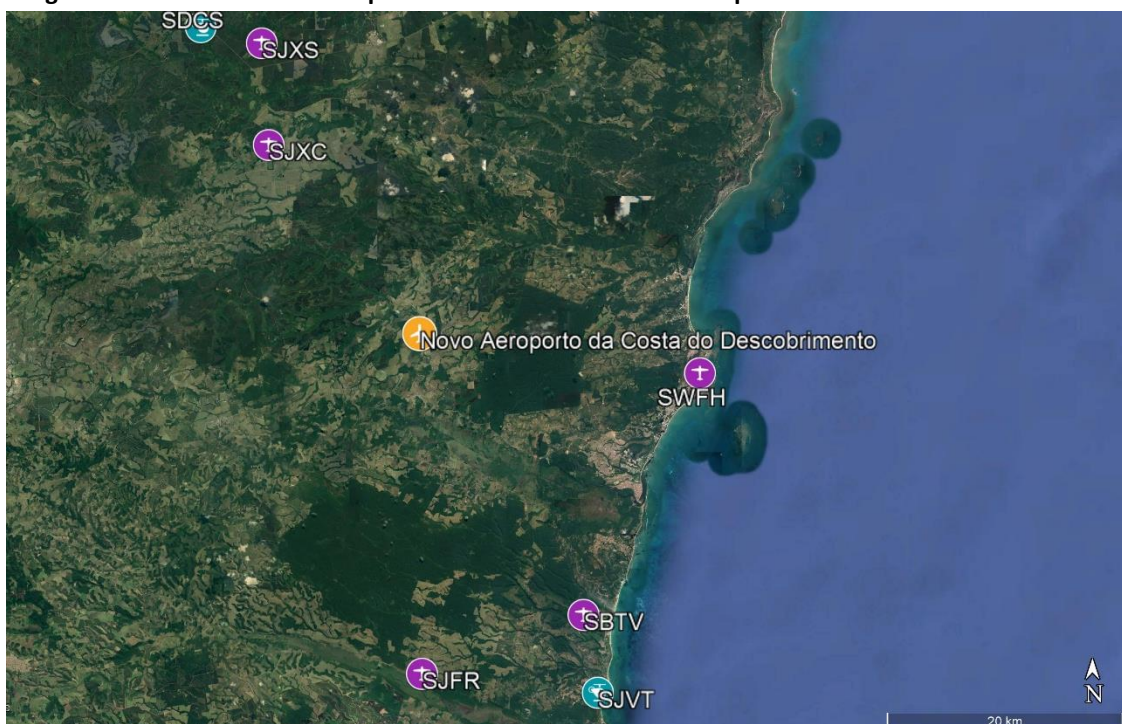 SDCS
SJXS
SJXC
Novo Aeroporto da Costa do Descobrimento
SWFH
SBTV
SJFR
SJVT
N
20 km